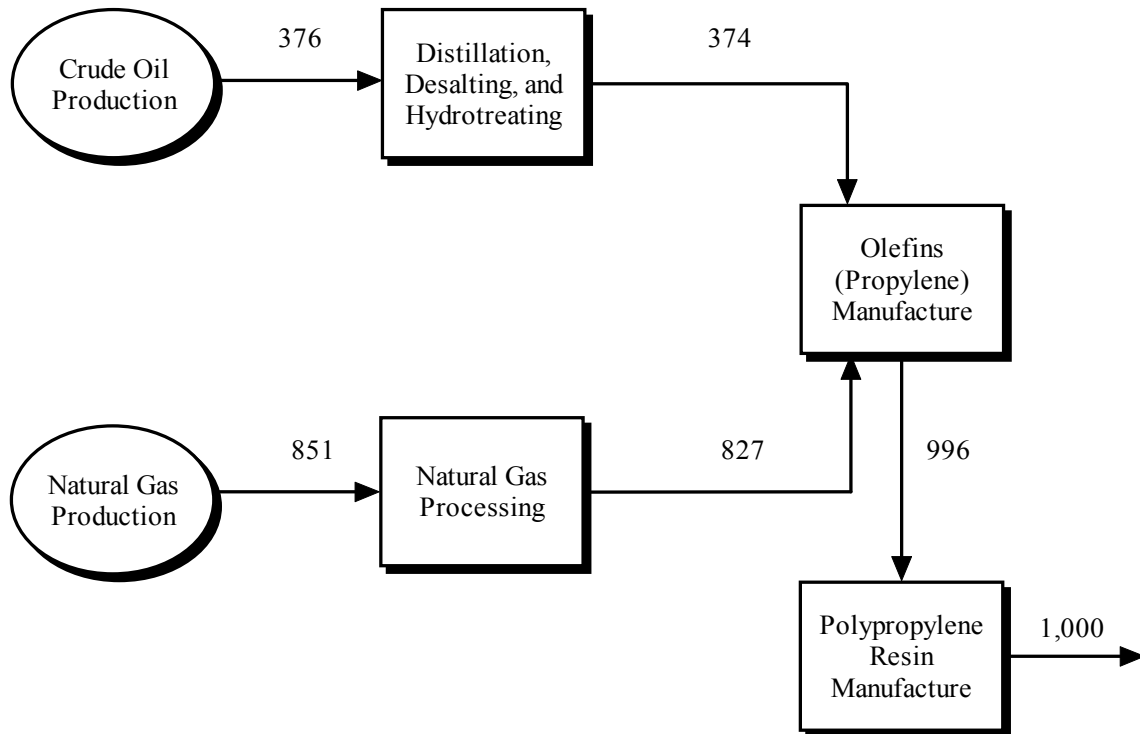 376
374
Crude Oil
Production
Distillation,
Desalting, and
Hydrotreating
Olefins
(Propylene)
Manufacture
851
827
996
Natural Gas
Production
Natural Gas
Processing
Polypropylene
Resin
Manufacture
1,000